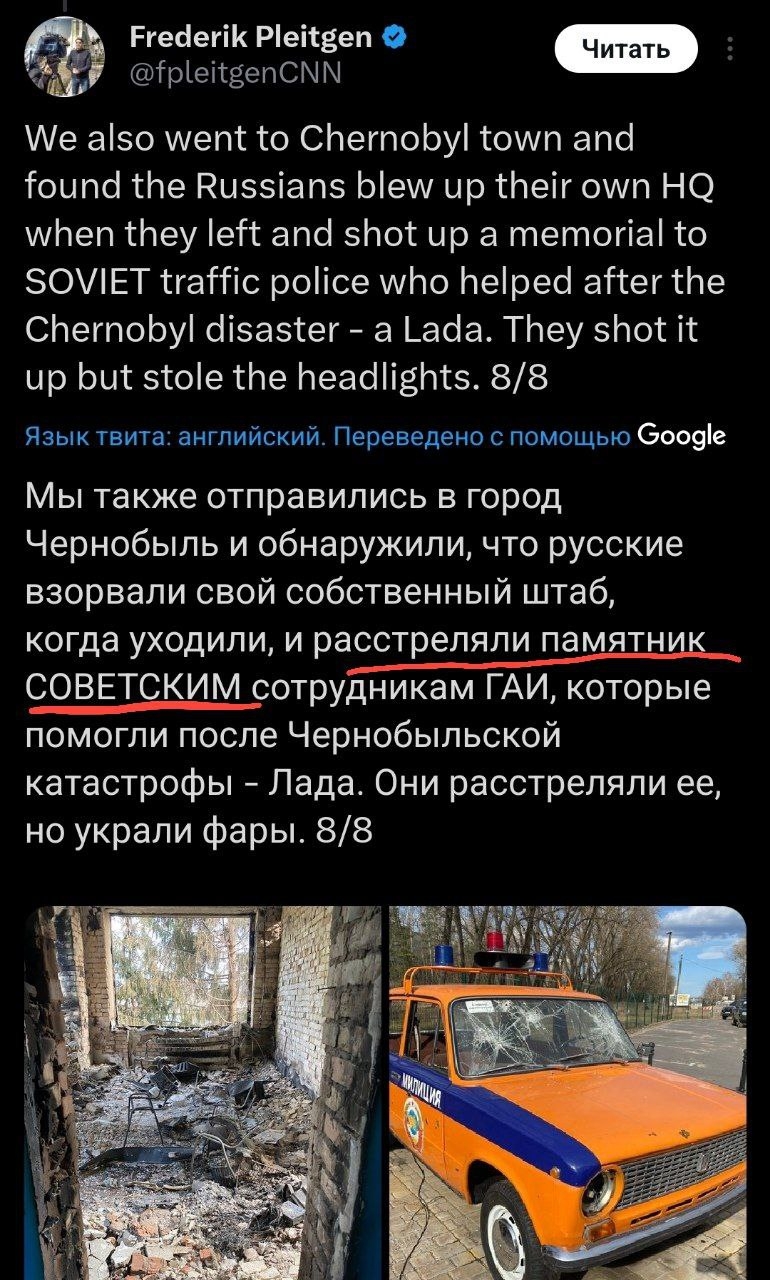 Frederik Pleitgen
@fpleitgenCNN
Читать
We also went to Chernobyl town and
found the Russians blew up their own HQ
when they left and shot up a memorial to
SOVIET traffic police who helped after the
Chernobyl disaster - a Lada. They shot it
up but stole the headlights. 8/8
Язык твита: английский. Переведено с помощью Google
Мы также отправились в город
Чернобыль и обнаружили, что русские
взорвали свой собственный штаб,
когда уходили, и расстреляли памятник
СОВЕТСКИМ сотрудникам ГАИ, которые
помогли после Чернобыльской
катастрофы – Лада. Они расстреляли ее,
но украли фары. 8/8
МИЛИЦИЯ